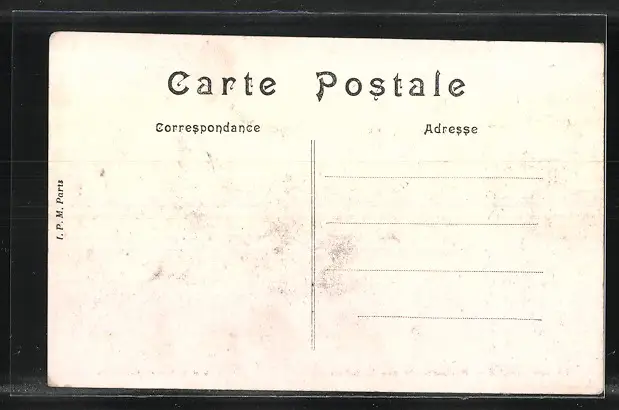 Carte Postale
Correspondance
Adresse
I. P. M. Paris